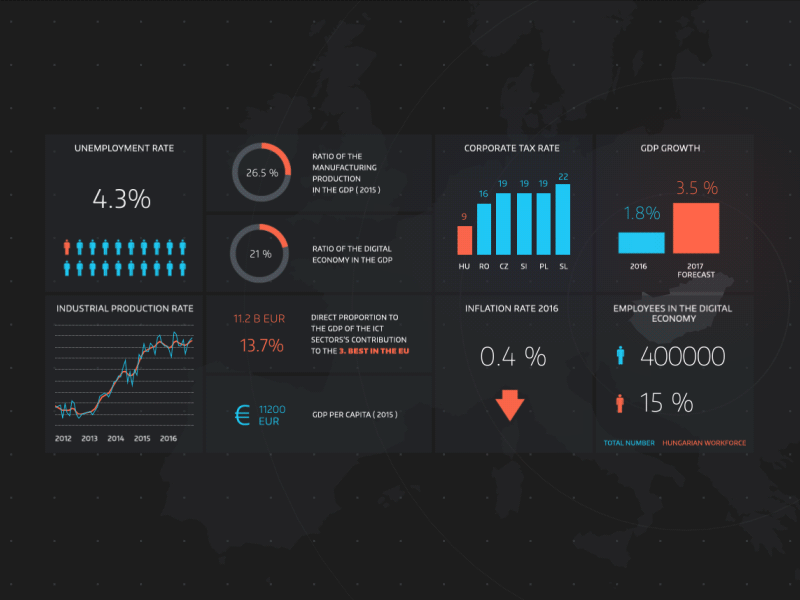 UNEMPLOYMENT RATE
4.3%
26.5 %
RATIO OF THE
MANUFACTURING
PRODUCTION
IN THE GDP ( 2015 )
21 %
RATIO OF THE DIGITAL
ECONOMY IN THE GDP
CORPORATE TAX RATE
9
16
19
19
19
22
HU
RO
CZ
SI
PL
SL
GDP GROWTH
1.8%
3.5 %
2016
2017
FORECAST
INDUSTRIAL PRODUCTION RATE
2012
2013
2014
2015
2016
11.2 B EUR
13.7%
DIRECT PROPORTION TO
THE GDP OF THE ICT
SECTORS'S CONTRIBUTION
TO THE 3. BEST IN THE EU
€
11200
EUR
GDP PER CAPITA ( 2015 )
INFLATION RATE 2016
0.4 %
EMPLOYEES IN THE DIGITAL
ECONOMY
400000
15 %
TOTAL NUMBER
HUNGARIAN WORKFORCE